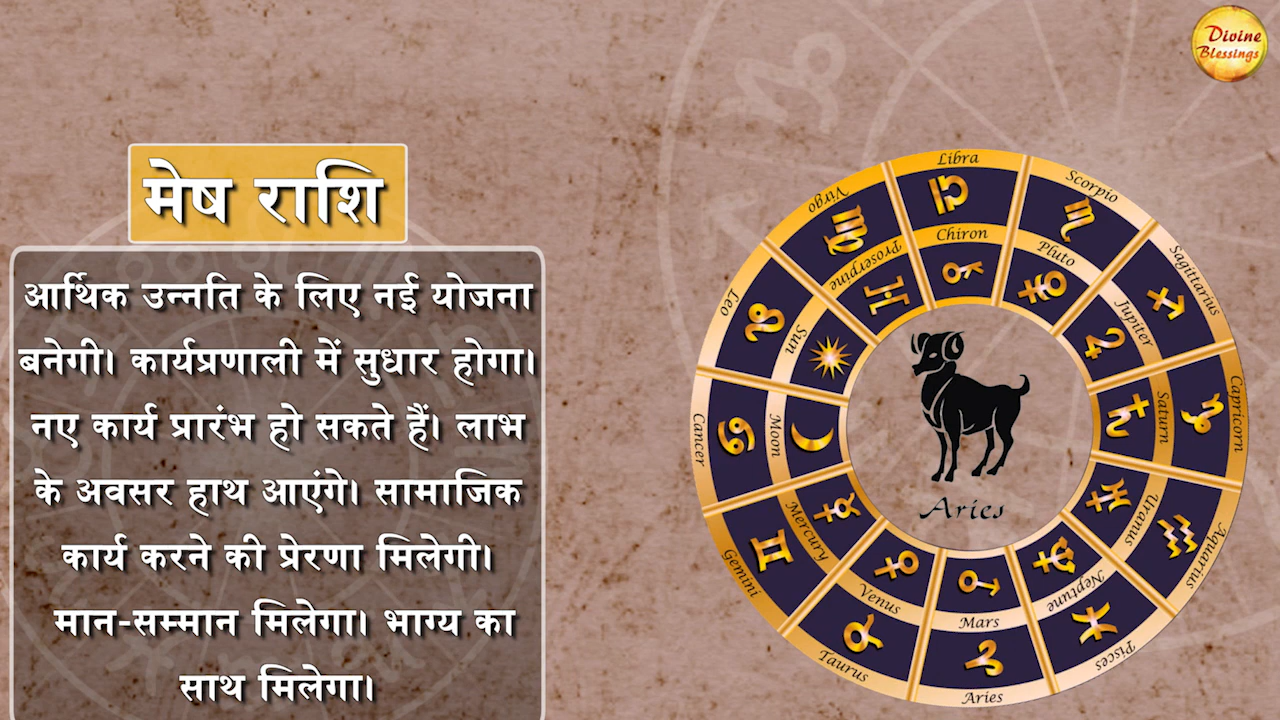 Divine
Blessings
मेष राशि
आर्थिक उन्नति के लिए नई योजना
बनेगी। कार्यप्रणाली में सुधार होगा।
नए कार्य प्रारंभ हो सकते हैं। लाभ
के अवसर हाथ आएंगे। सामाजिक
कार्य करने की प्रेरणा मिलेगी।
मान-सम्मान मिलेगा। भाग्य का
साथ मिलेगा।
Libra
Scorpio
Sagittarius
Capricorn
Aquarius
Pisces
Aries
Taurus
Gemini
Cancer
Leo
Virgo
Chiron
Pluto
Jupiter
Saturn
Uranus
Neptune
Mars
Venus
Mercury
Moon
Sun
Proserpine
Aries